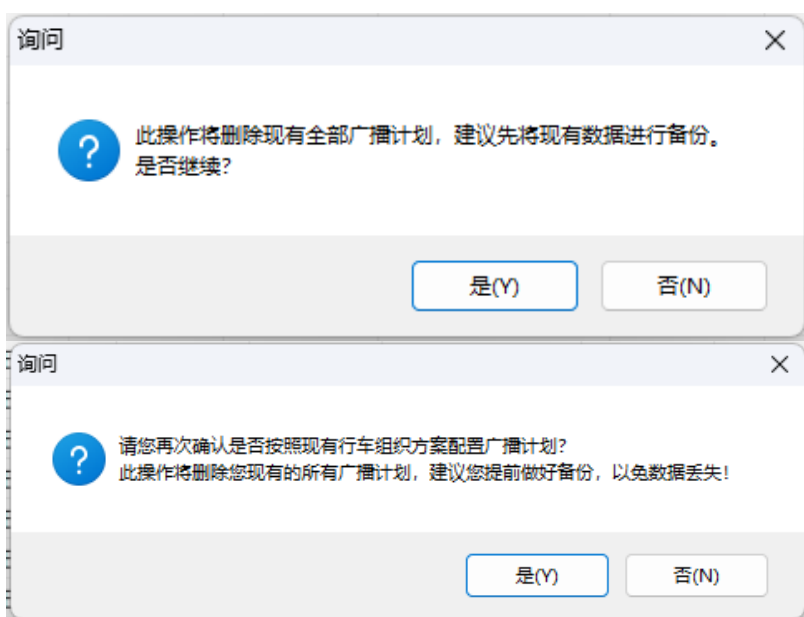 询问
此操作将删除现有全部广播计划，建议先将现有数据进行备份。
是否继续?
是(Y)
否(N)
询问
请您再次确认是否按照现有行车组织方案配置广播计划?
此操作将删除您现有的所有广播计划，建议您提前做好备份，以免数据丢失!
是(Y)
否(N)